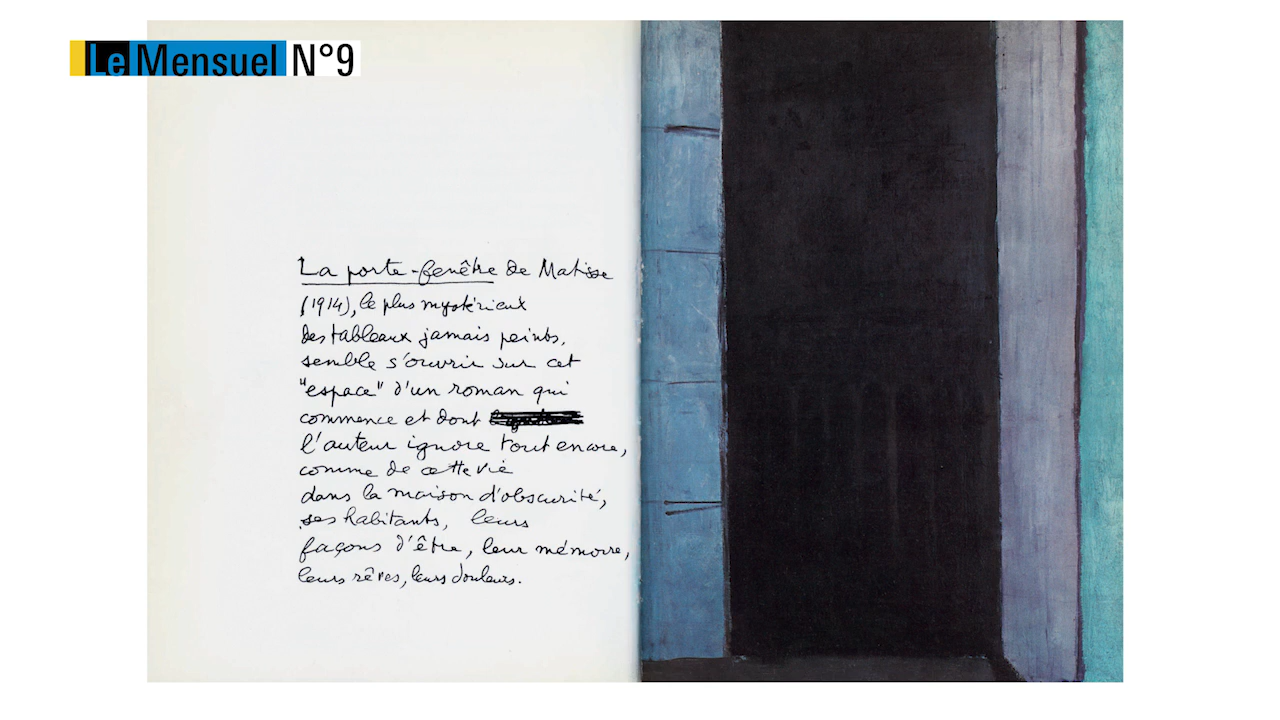 Le Mensuel N°9
La porte-fenêtre de Matisse
(1914), le plus mystérieux
des tableaux jamais peints,
semble s'ouvrir sur cet
"espace" d'un roman qui
commence et dont
l'auteur ignore tout encore,
comme de cette vie
dans la maison d'obscurité,
ses habitants, leurs
façons d'être, leur mémoire,
leurs rêves, leurs douleurs.